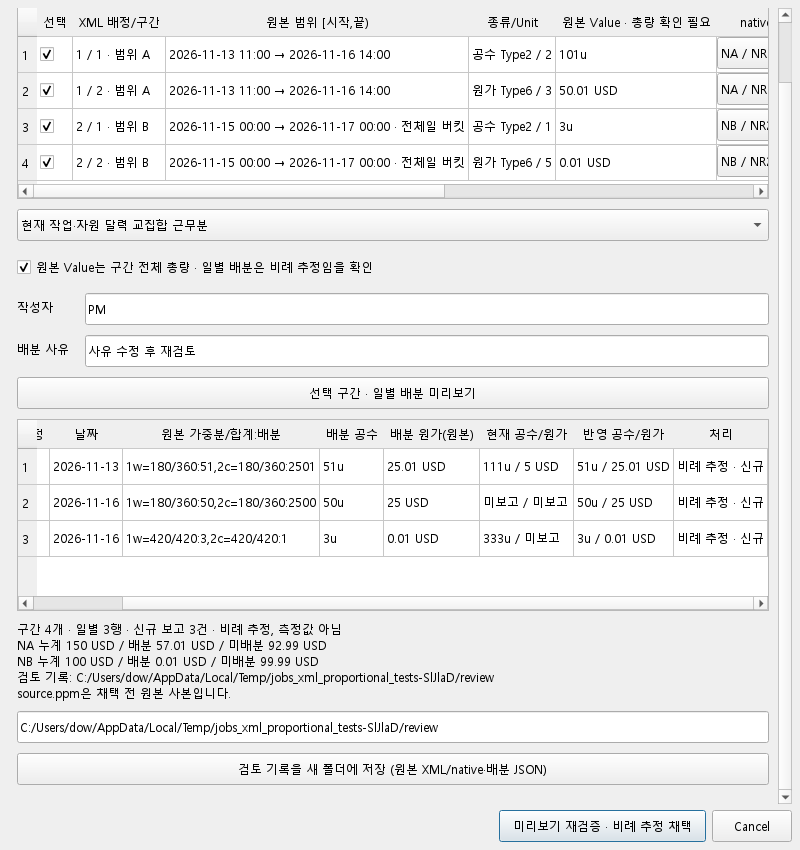 선택 XML 배정/구간 원본 범위 [시작,끝) 종류/Unit 원본 Value · 총량 확인 필요 native
1 1 / 1 · 범위 A 2026-11-13 11:00 → 2026-11-16 14:00 공수 Type2 / 2 101u NA / NR
2 1 / 2 · 범위 A 2026-11-13 11:00 → 2026-11-16 14:00 원가 Type6 / 3 50.01 USD NA / NR
3 2 / 1 · 범위 B 2026-11-15 00:00 → 2026-11-17 00:00 · 전체일 버킷 공수 Type2 / 1 3u NB / NR
4 2 / 2 · 범위 B 2026-11-15 00:00 → 2026-11-17 00:00 · 전체일 버킷 원가 Type6 / 5 0.01 USD NB / NR
현재 작업·자원 달력 교집합 근무분
원본 Value는 구간 전체 총량 · 일별 배분은 비례 추정임을 확인
작성자 PM
배분 사유 사유 수정 후 재검토
선택 구간 · 일별 배분 미리보기
날짜 원본 가중분/합계:배분 배분 공수 배분 원가(원본) 현재 공수/원가 반영 공수/원가 처리
1 2026-11-13 1w=180/360:51,2c=180/360:2501 51u 25.01 USD 111u / 5 USD 51u / 25.01 USD 비례 추정 · 신규
2 2026-11-16 1w=180/360:50,2c=180/360:2500 50u 25 USD 미보고 / 미보고 50u / 25 USD 비례 추정 · 신규
3 2026-11-16 1w=420/420:3,2c=420/420:1 3u 0.01 USD 333u / 미보고 3u / 0.01 USD 비례 추정 · 신규
구간 4개 · 일별 3행 · 신규 보고 3건 · 비례 추정, 측정값 아님
NA 누계 150 USD / 배분 57.01 USD / 미배분 92.99 USD
NB 누계 100 USD / 배분 0.01 USD / 미배분 99.99 USD
검토 기록: C:/Users/dow/AppData/Local/Temp/jobs_xml_proportional_tests-SlJlaD/review
source.ppm은 채택 전 원본 사본입니다.
C:/Users/dow/AppData/Local/Temp/jobs_xml_proportional_tests-SlJlaD/review
검토 기록을 새 폴더에 저장 (원본 XML/native·배분 JSON)
미리보기 재검증 · 비례 추정 채택 Cancel